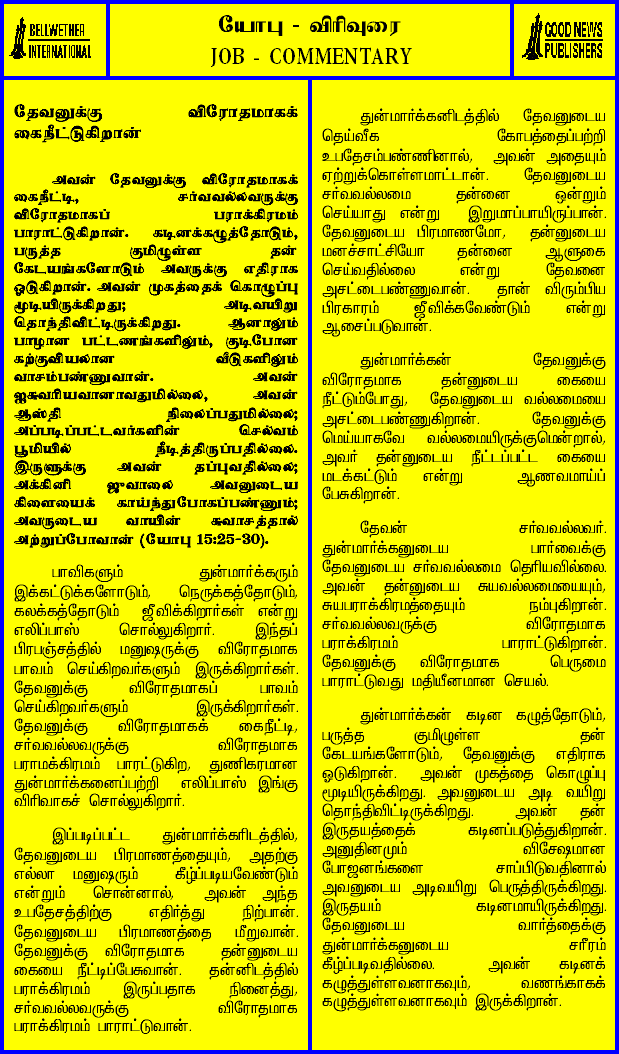 BELLWETHER
INTERNATIONAL
யோபு - விரிவுரை
JOB - COMMENTARY
GOOD NEWS
PUBLISHERS
தேவனுக்கு விரோதமாகக்
கைநீட்டுகிறான்
அவன் தேவனுக்கு விரோதமாகக்
கைநீட்டி, சர்வவல்லவருக்கு
விரோதமாகப் பராக்கிரமம்
பாராட்டுகிறான். கடினக்கழுத்தோடும்,
பருத்த குமிழுள்ள தன்
கேடயங்களோடும் அவருக்கு எதிராக
ஓடுகிறான். அவன் முகத்தைக் கொழுப்பு
மூடியிருக்கிறது; அடிவயிறு
தொந்திவிட்டிருக்கிறது. ஆனாலும்
பாழான பட்டணங்களிலும், குடிபோன
கற்குவியலான வீடுகளிலும்
வாசம்பண்ணுவான். அவன்
ஐசுவரியவானாவதுமில்லை, அவன்
ஆஸ்தி நிலைப்பதுமில்லை;
அப்படிப்பட்டவர்களின் செல்வம்
பூமியில் நீடித்திருப்பதில்லை.
இருளுக்கு அவன் தப்புவதில்லை;
அக்கினி ஜுவாலை அவனுடைய
கிளையைக் காய்ந்துபோகப்பண்ணும்;
அவருடைய வாயின் சுவாசத்தால்
அற்றுப்போவான் (யோபு 15:25-30).
பாவிகளும் துன்மார்க்கரும்
இக்கட்டுக்களோடும், நெருக்கத்தோடும்,
கலக்கத்தோடும் ஜீவிக்கிறார்கள் என்று
எலிப்பாஸ் சொல்லுகிறார். இந்தப்
பிரபஞ்சத்தில் மனுஷருக்கு விரோதமாக
பாவம் செய்கிறவர்களும் இருக்கிறார்கள்.
தேவனுக்கு விரோதமாகப் பாவம்
செய்கிறவர்களும் இருக்கிறார்கள்.
தேவனுக்கு விரோதமாகக் கைநீட்டி,
சர்வவல்லவருக்கு விரோதமாக
பராமக்கிரமம் பாரட்டுகிற, துணிகரமான
துன்மார்க்கனைப்பற்றி எலிப்பாஸ் இங்கு
விரிவாகச் சொல்லுகிறார்.
இப்படிப்பட்ட துன்மார்க்கரிடத்தில்,
தேவனுடைய பிரமாணத்தையும், அதற்கு
எல்லா மனுஷரும் கீழ்ப்படியவேண்டும்
என்றும் சொன்னால், அவன் அந்த
உபதேசத்திற்கு எதிர்த்து நிற்பான்.
தேவனுடைய பிரமாணத்தை மீறுவான்.
தேவனுக்கு விரோதமாக தன்னுடைய
கையை நீட்டிப்பேசுவான். தன்னிடத்தில்
பராக்கிரமம் இருப்பதாக நினைத்து,
சர்வவல்லவருக்கு விரோதமாக
பராக்கிரமம் பாராட்டுவான்.
துன்மார்க்கனிடத்தில் தேவனுடைய
தெய்வீக கோபத்தைப்பற்றி
உபதேசம்பண்ணினால், அவன் அதையும்
ஏற்றுக்கொள்ளமாட்டான். தேவனுடைய
சர்வவல்லமை தன்னை ஒன்றும்
செய்யாது என்று இறுமாப்பாயிருப்பான்.
தேவனுடைய பிரமாணமோ, தன்னுடைய
மனச்சாட்சியோ தன்னை ஆளுகை
செய்வதில்லை என்று தேவனை
அசட்டைபண்ணுவான். தான் விரும்பிய
பிரகாரம் ஜீவிக்கவேண்டும் என்று
ஆசைப்படுவான்.
துன்மார்க்கன் தேவனுக்கு
விரோதமாக தன்னுடைய கையை
நீட்டும்போது, தேவனுடைய வல்லமையை
அசட்டைபண்ணுகிறான். தேவனுக்கு
மெய்யாகவே வல்லமையிருக்குமென்றால்,
அவர் தன்னுடைய நீட்டப்பட்ட கையை
மடக்கட்டும் என்று ஆணவமாய்ப்
பேசுகிறான்.
தேவன் சர்வவல்லவர்.
துன்மார்க்கனுடைய பார்வைக்கு
தேவனுடைய சர்வவல்லமை தெரியவில்லை.
அவன் தன்னுடைய சுயவல்லமையையும்,
சுயபராக்கிரமத்தையும் நம்புகிறான்.
சர்வவல்லவருக்கு விரோதமாக
பராக்கிரமம் பாராட்டுகிறான்.
தேவனுக்கு விரோதமாக பெருமை
பாராட்டுவது மதியீனமான செயல்.
துன்மார்க்கன் கடின கழுத்தோடும்,
பருத்த குமிழுள்ள தன்
கேடயங்களோடும், தேவனுக்கு எதிராக
ஓடுகிறான். அவன் முகத்தை கொழுப்பு
மூடியிருக்கிறது. அவனுடைய அடி வயிறு
தொந்திவிட்டிருக்கிறது. அவன் தன்
இருதயத்தைக் கடினப்படுத்துகிறான்.
அனுதினமும் விசேஷமான
போஜனங்களை சாப்பிடுவதினால்
அவனுடைய அடிவயிறு பெருத்திருக்கிறது.
இருதயம் கடினமாயிருக்கிறது.
தேவனுடைய வார்த்தைக்கு
துன்மார்க்கனுடைய சரீரம்
கீழ்ப்படிவதில்லை. அவன் கடினக்
கழுத்துள்ளவனாகவும், வணங்காகக்
கழுத்துள்ளவனாகவும் இருக்கிறான்.